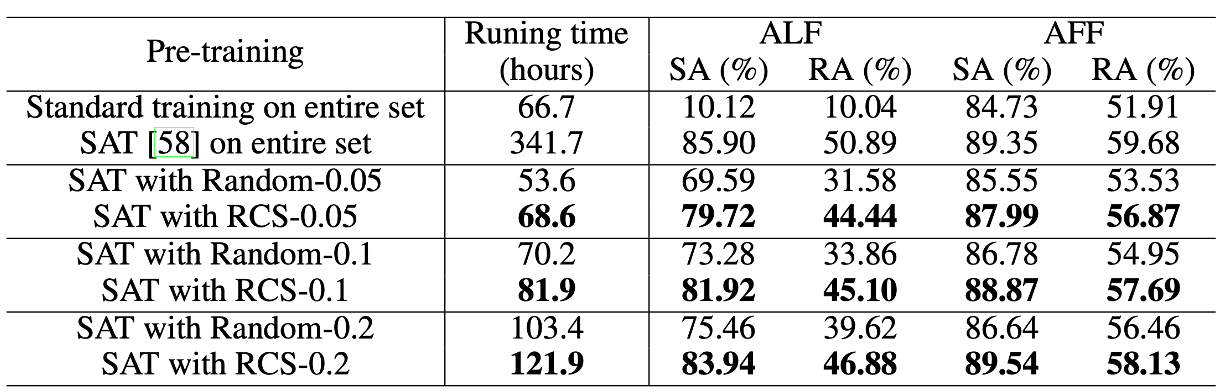 Pre-training Runing time (hours) ALF AFF
SA (%) RA (%) SA (%) RA (%)
Standard training on entire set 66.7 10.12 10.04 84.73 51.91
SAT [58] on entire set 341.7 85.90 50.89 89.35 59.68
SAT with Random-0.05 53.6 69.59 31.58 85.55 53.53
SAT with RCS-0.05 68.6 79.72 44.44 87.99 56.87
SAT with Random-0.1 70.2 73.28 33.86 86.78 54.95
SAT with RCS-0.1 81.9 81.92 45.10 88.87 57.69
SAT with Random-0.2 103.4 75.46 39.62 86.64 56.46
SAT with RCS-0.2 121.9 83.94 46.88 89.54 58.13